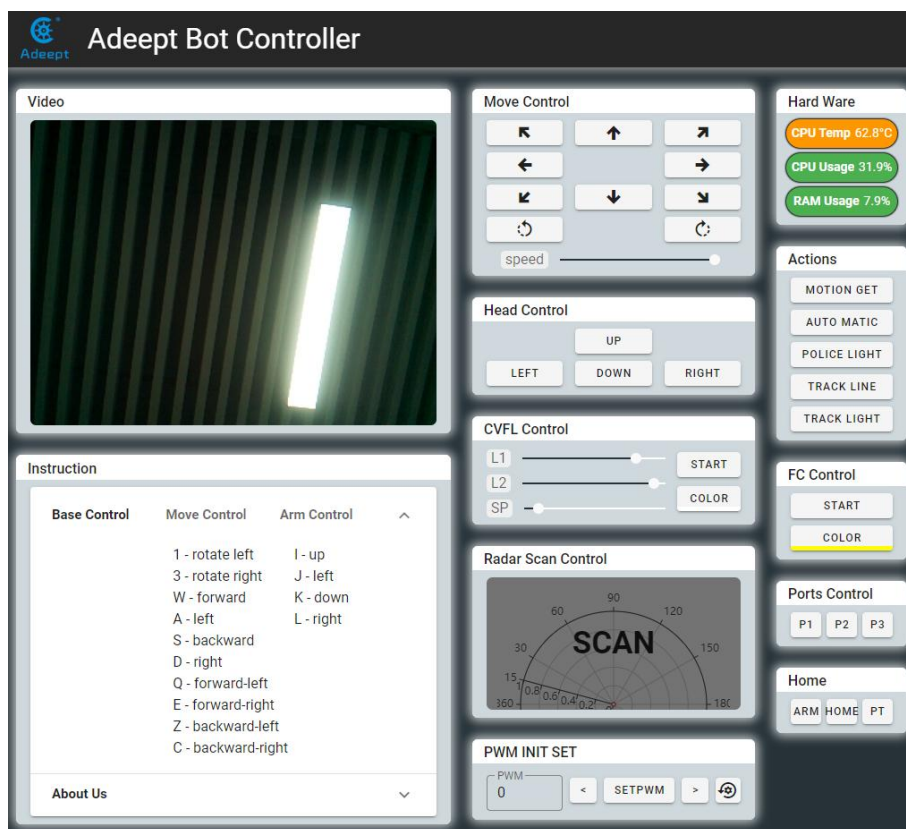 Adeept
Adeept Bot Controller
Video
Instruction
Base Control
Move Control
Arm Control
1 - rotate left
I - up
3 - rotate right
J - left
W - forward
K - down
A - left
L - right
S - backward
D - right
Q - forward-left
E - forward-right
Z - backward-left
C - backward-right
About Us
Move Control
speed
Head Control
UP
LEFT
DOWN
RIGHT
CVFL Control
L1
START
L2
COLOR
SP
Radar Scan Control
90
60
120
SCAN
30
150
15
1 0.8 0.6 0.4 0.2 0
360
180
PWM INIT SET
PWM
0
<
SETPWM
>
Hard Ware
CPU Temp 62.8°C
CPU Usage 31.9%
RAM Usage 7.9%
Actions
MOTION GET
AUTO MATIC
POLICE LIGHT
TRACK LINE
TRACK LIGHT
FC Control
START
COLOR
Ports Control
P1 P2 P3
Home
ARM HOME PT